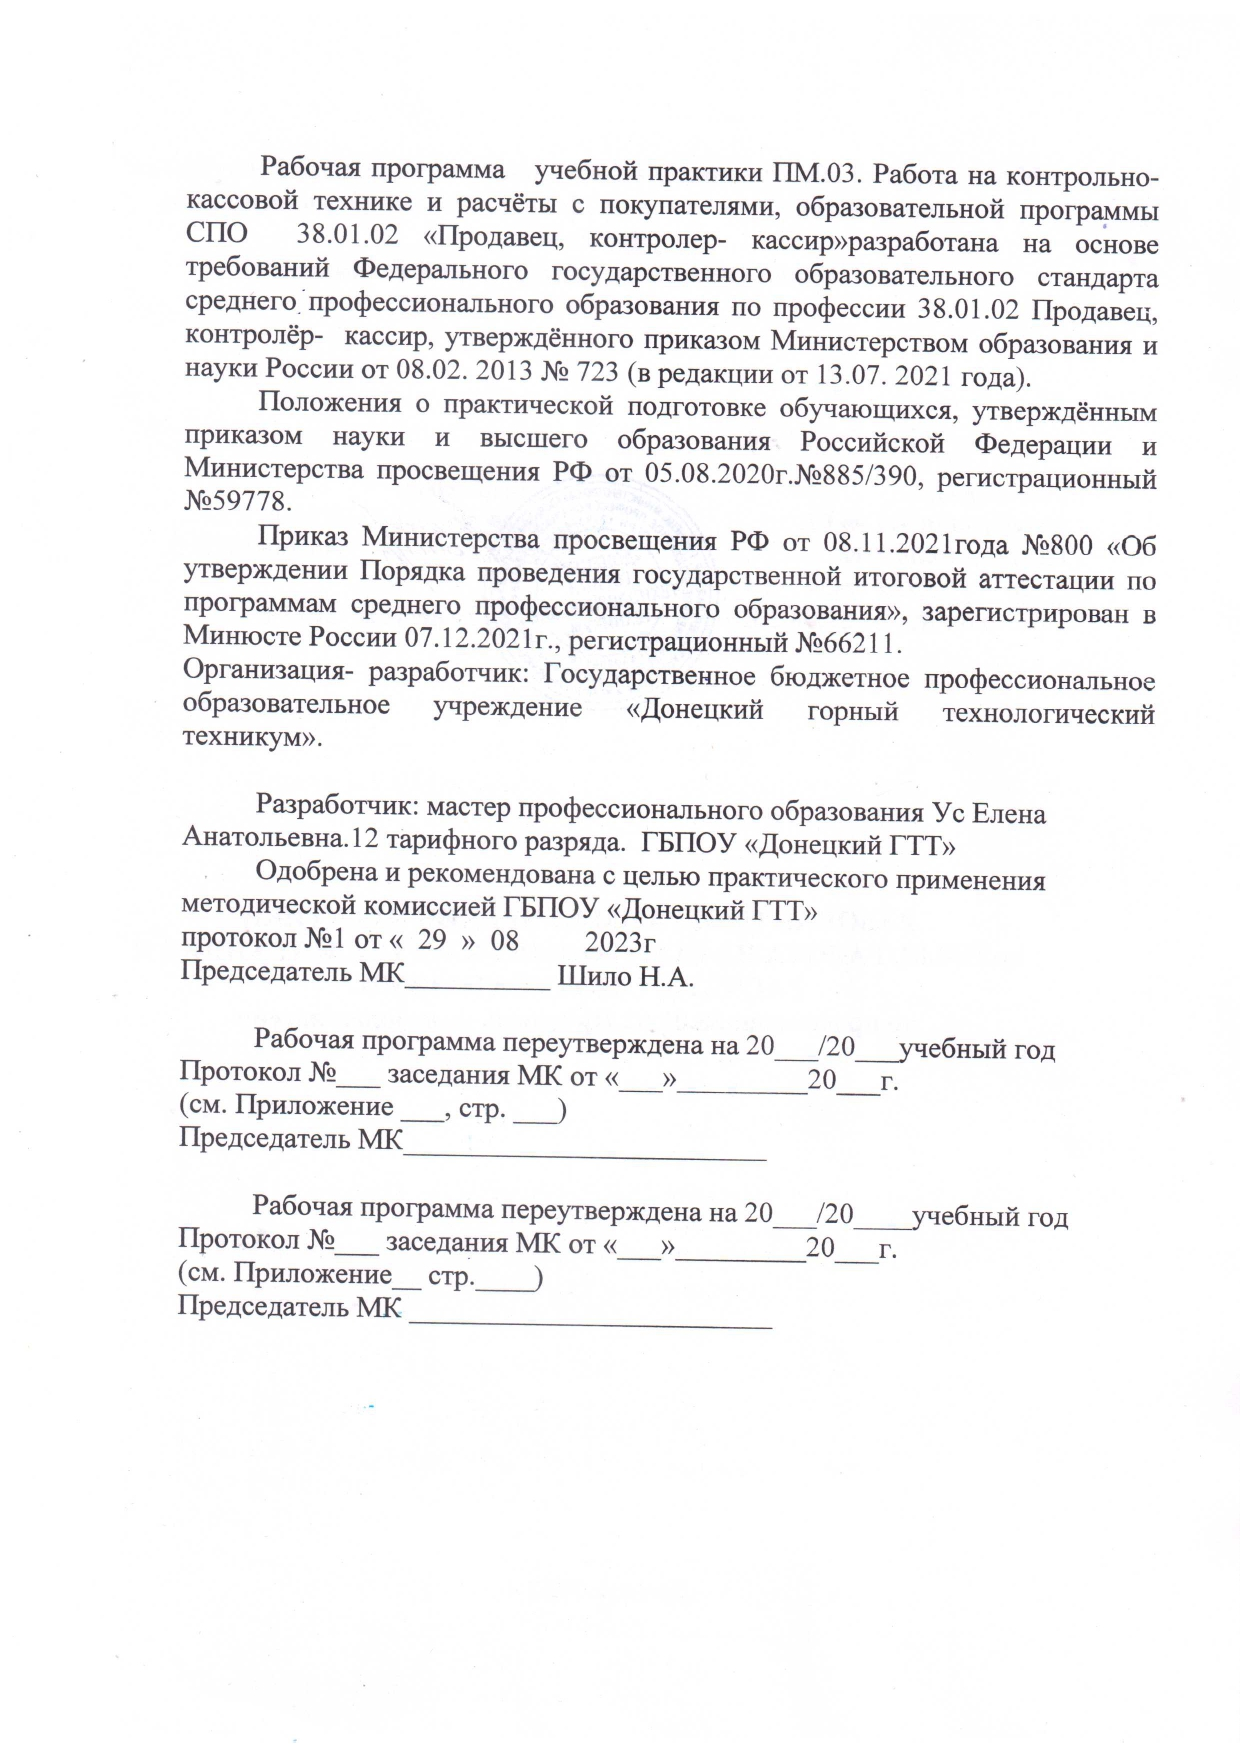 Рабочая программа учебной практики ПМ.03. Работа на контрольно-
кассовой технике и расчёты с покупателями, образовательной программы
СПО 38.01.02 «Продавец, контролер- кассир»разработана на основе
требований Федерального государственного образовательного стандарта
среднего профессионального образования по профессии 38.01.02 Продавец,
контролёр- кассир, утверждённого приказом Министерством образования и
науки России от 08.02. 2013 № 723 (в редакции от 13.07. 2021 года).
Положения о практической подготовке обучающихся, утверждённым
приказом науки и высшего образования Российской Федерации и
Министерства просвещения РФ от 05.08.2020г.№885/390, регистрационный
№59778.
Приказ Министерства просвещения РФ от 08.11.2021года №800 «Об
утверждении Порядка проведения государственной итоговой аттестации по
программам среднего профессионального образования», зарегистрирован в
Минюсте России 07.12.2021г., регистрационный №66211.
Организация- разработчик: Государственное бюджетное профессиональное
образовательное учреждение «Донецкий горный технологический
техникум».
Разработчик: мастер профессионального образования Ус Елена
Анатольевна.12 тарифного разряда. ГБПОУ «Донецкий ГТТ»
Одобрена и рекомендована с целью практического применения
методической комиссией ГБПОУ «Донецкий ГТТ»
протокол №1 от « 29 » 08 2023г
Председатель МК__________ Шило Н.А.
Рабочая программа переутверждена на 20___/20___учебный год
Протокол №___ заседания МК от «___»_________20___г.
(см. Приложение ___, стр. ___)
Председатель МК_________________________
Рабочая программа переутверждена на 20___/20____учебный год
Протокол №___ заседания МК от «___»_________20___г.
(см. Приложение__ стр.____)
Председатель МК _________________________